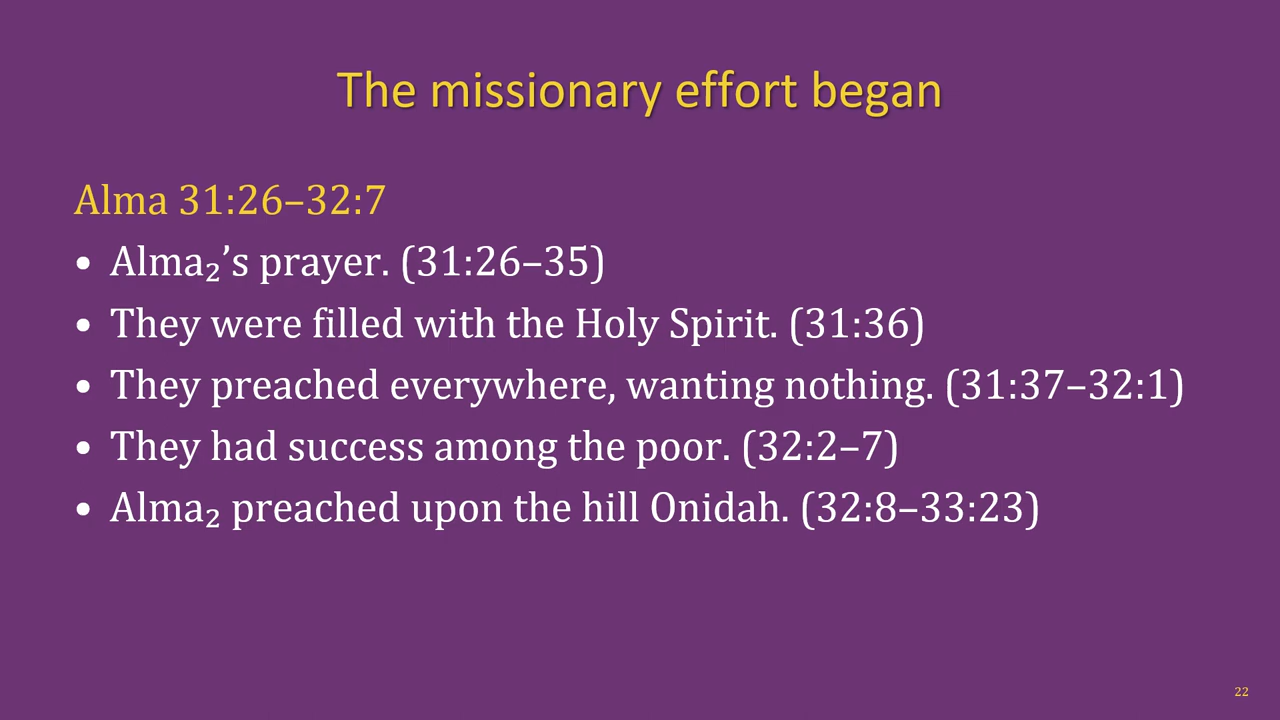 The missionary effort began
Alma 31:26–32:7
• Alma₂’s prayer. (31:26–35)
• They were filled with the Holy Spirit. (31:36)
• They preached everywhere, wanting nothing. (31:37–32:1)
• They had success among the poor. (32:2–7)
• Alma₂ preached upon the hill Onidah. (32:8–33:23)
22